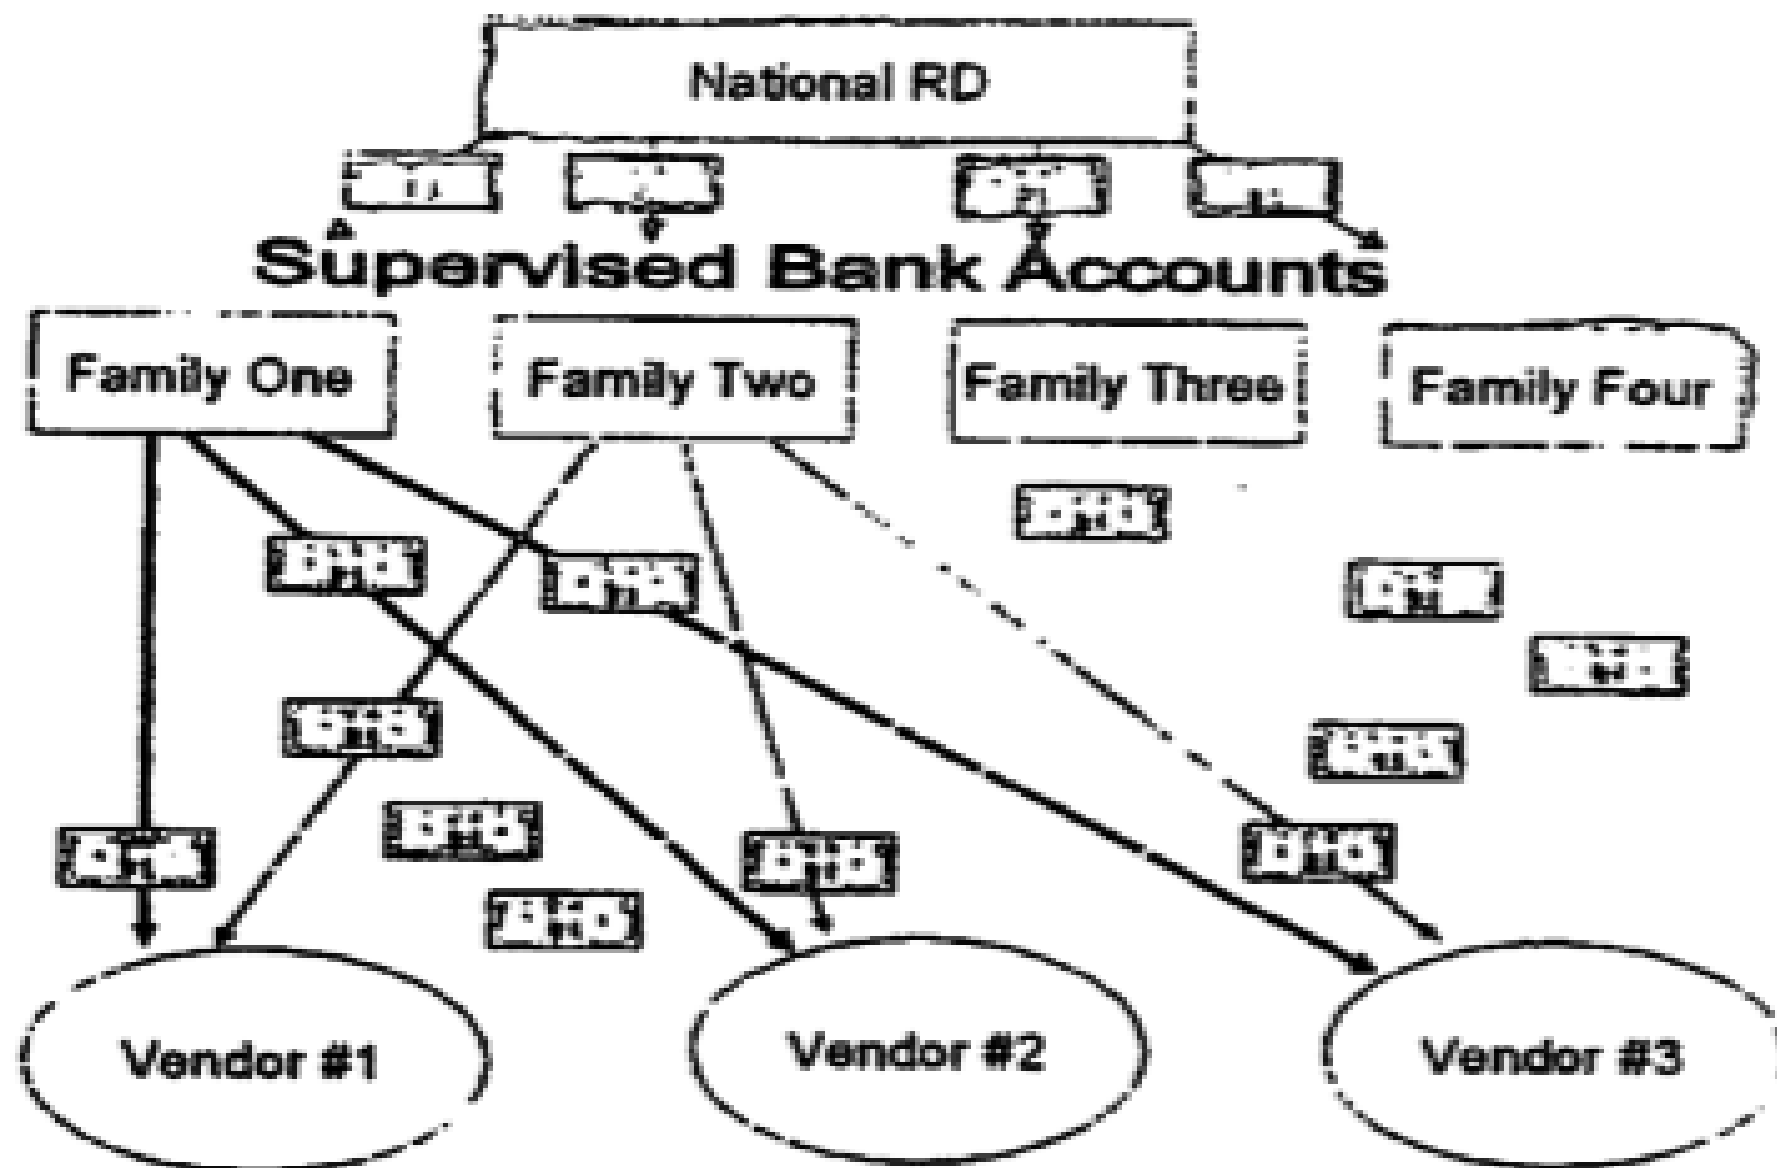 National RD
Supervised Bank Accounts
Family One
Family Two
Family Three
Family Four
Vendor #1
Vendor #2
Vendor #3